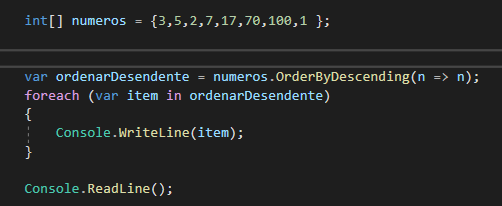 int[] numeros = {3,5,2,7,17,70,100,1 };
var ordenarDesendente = numeros.OrderByDescending(n => n);
foreach (var item in ordenarDesendente)
{
Console.WriteLine(item);
}
Console.ReadLine();